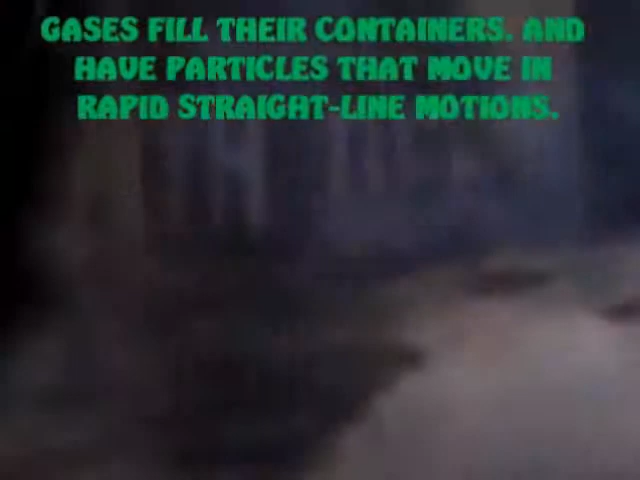 GASES FILL THEIR CONTAINERS. AND
HAVE PARTICLES THAT MOVE IN
RAPID STRAIGHT-LINE MOTIONS.